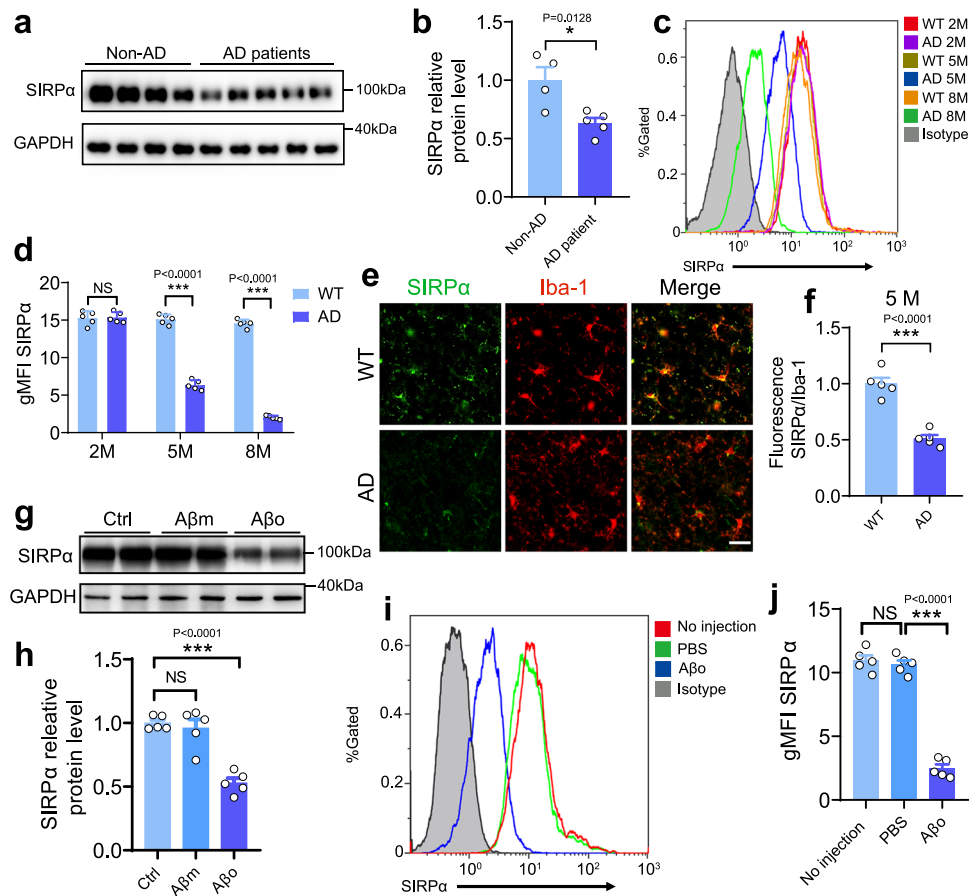 a
Non-AD AD patients
SIRPα
100kDa
40kDa
GAPDH
b
P=0.0128
*
SIRPα relative
protein level
1.5
1.0
0.5
0.0
Non-AD
AD patient
c
%Gated
0.6
0.4
0.2
0
10⁰ 10¹ 10² 10³
SIRPα
WT 2M
AD 2M
WT 5M
AD 5M
WT 8M
AD 8M
Isotype
d
gMFI SIRPα
20
15
10
5
0
NS
P<0.0001
***
P<0.0001
***
2M 5M 8M
WT
AD
e
SIRPα Iba-1 Merge
WT
AD
f
5 M
P<0.0001
***
Fluorescence
SIRPα/Iba-1
1.5
1.0
0.5
0.0
WT
AD
g
Ctrl Aβm Aβo
SIRPα
100kDa
40kDa
GAPDH
h
P<0.0001
***
NS
SIRPα releative
protein level
1.5
1.0
0.5
0.0
Ctrl
Aβm
Aβo
i
%Gated
0.6
0.4
0.2
0
10⁰ 10¹ 10² 10³
SIRPα
No injection
PBS
Aβo
Isotype
j
P<0.0001
NS ***
gMFI SIRPα
15
10
5
0
No injection
PBS
Aβo